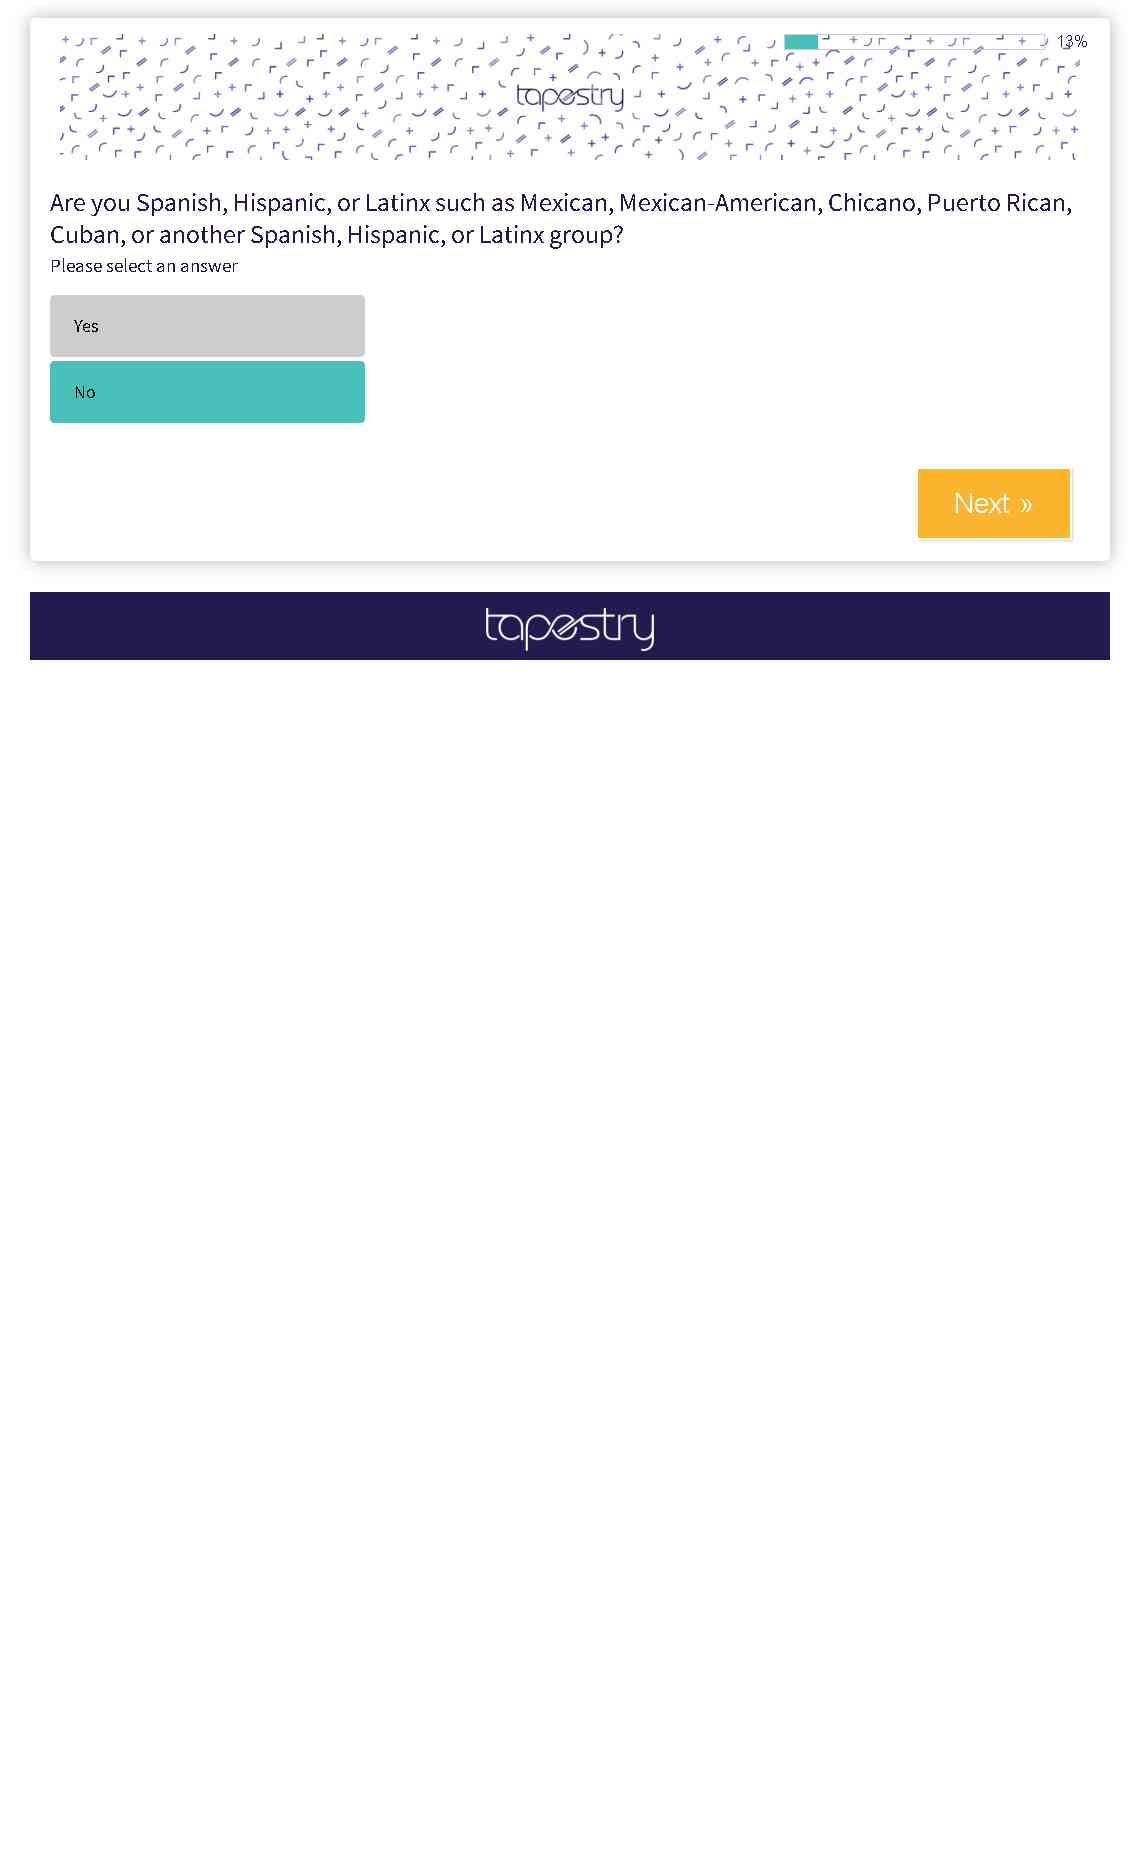 13%
tapestry
Are you Spanish, Hispanic, or Latinx such as Mexican, Mexican-American, Chicano, Puerto Rican,
Cuban, or another Spanish, Hispanic, or Latinx group?
Please select an answer
Yes
No
Next »
tapestry